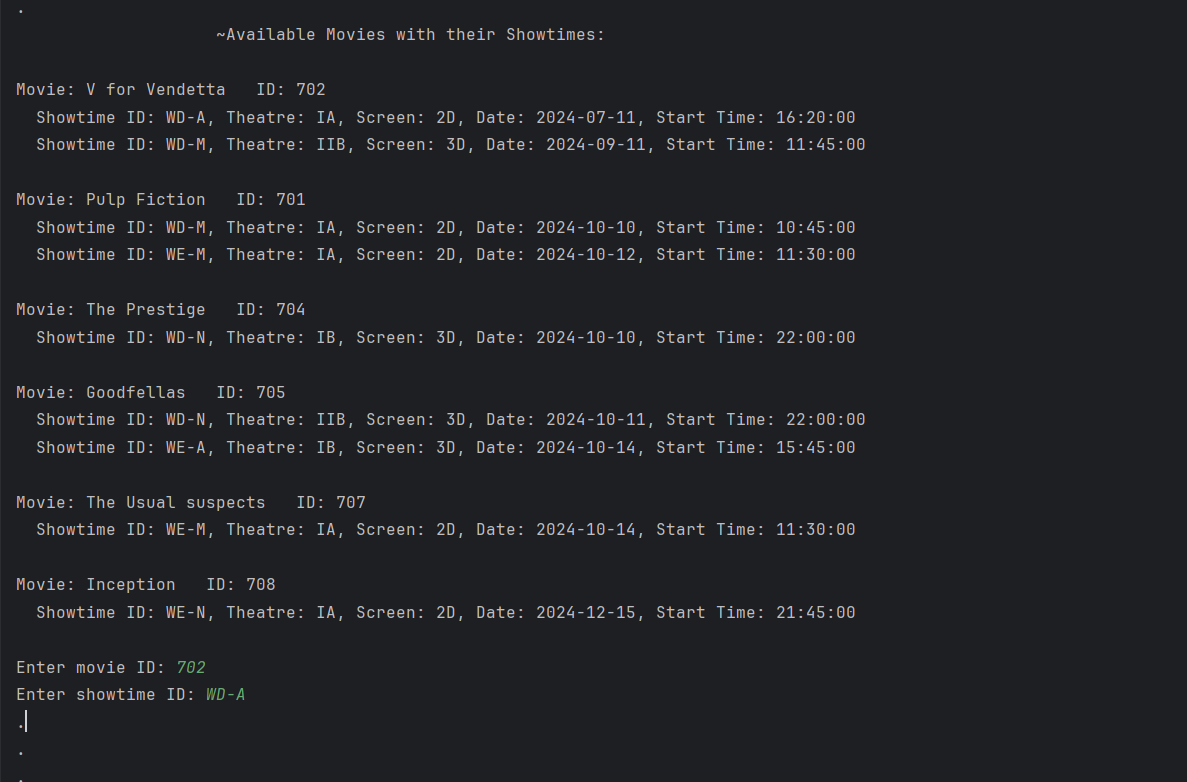 .
~Available Movies with their Showtimes:
Movie: V for Vendetta   ID: 702
Showtime ID: WD-A, Theatre: IA, Screen: 2D, Date: 2024-07-11, Start Time: 16:20:00
Showtime ID: WD-M, Theatre: IIB, Screen: 3D, Date: 2024-09-11, Start Time: 11:45:00
Movie: Pulp Fiction   ID: 701
Showtime ID: WD-M, Theatre: IA, Screen: 2D, Date: 2024-10-10, Start Time: 10:45:00
Showtime ID: WE-M, Theatre: IA, Screen: 2D, Date: 2024-10-12, Start Time: 11:30:00
Movie: The Prestige   ID: 704
Showtime ID: WD-N, Theatre: IB, Screen: 3D, Date: 2024-10-10, Start Time: 22:00:00
Movie: Goodfellas   ID: 705
Showtime ID: WD-N, Theatre: IIB, Screen: 3D, Date: 2024-10-11, Start Time: 22:00:00
Showtime ID: WE-A, Theatre: IB, Screen: 3D, Date: 2024-10-14, Start Time: 15:45:00
Movie: The Usual suspects   ID: 707
Showtime ID: WE-M, Theatre: IA, Screen: 2D, Date: 2024-10-14, Start Time: 11:30:00
Movie: Inception   ID: 708
Showtime ID: WE-N, Theatre: IA, Screen: 2D, Date: 2024-12-15, Start Time: 21:45:00
Enter movie ID: 702
Enter showtime ID: WD-A
.
.
.